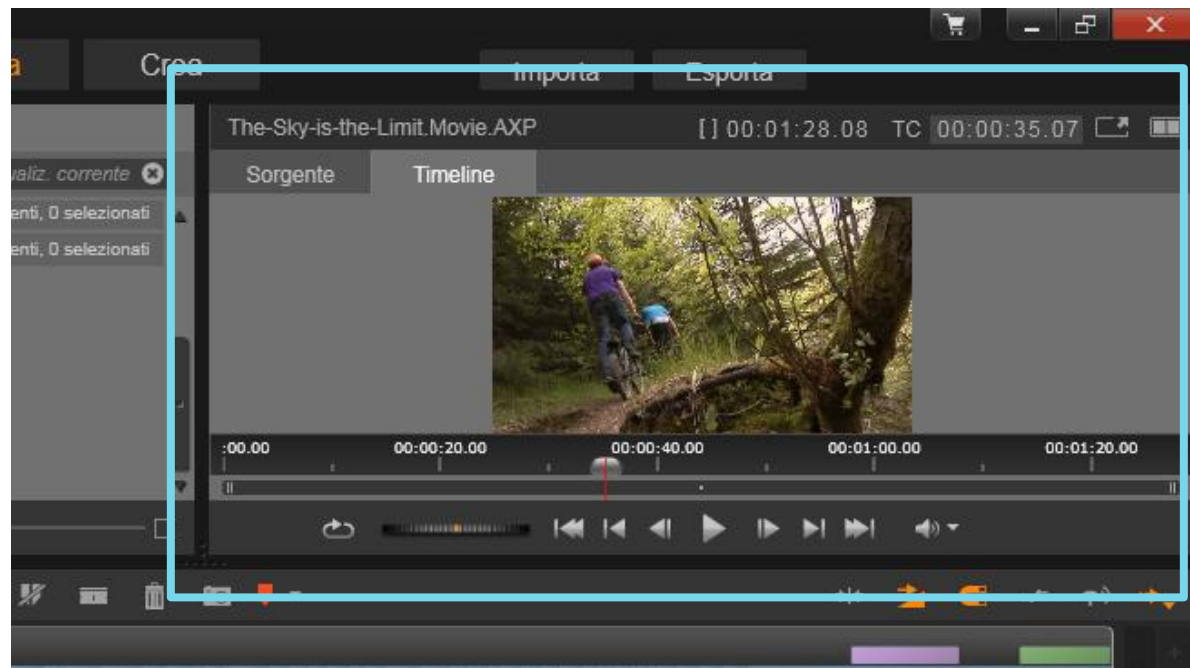 Crea
Importa Esporta
The-Sky-is-the-Limit.Movie.AXP [ ] 00:01:28.08 TC 00:00:35.07
corrente
Sorgente Timeline
enti, 0 selezionati
enti, 0 selezionati
:00.00 00:00:20.00 00:00:40.00 00:01:00.00 00:01:20.00